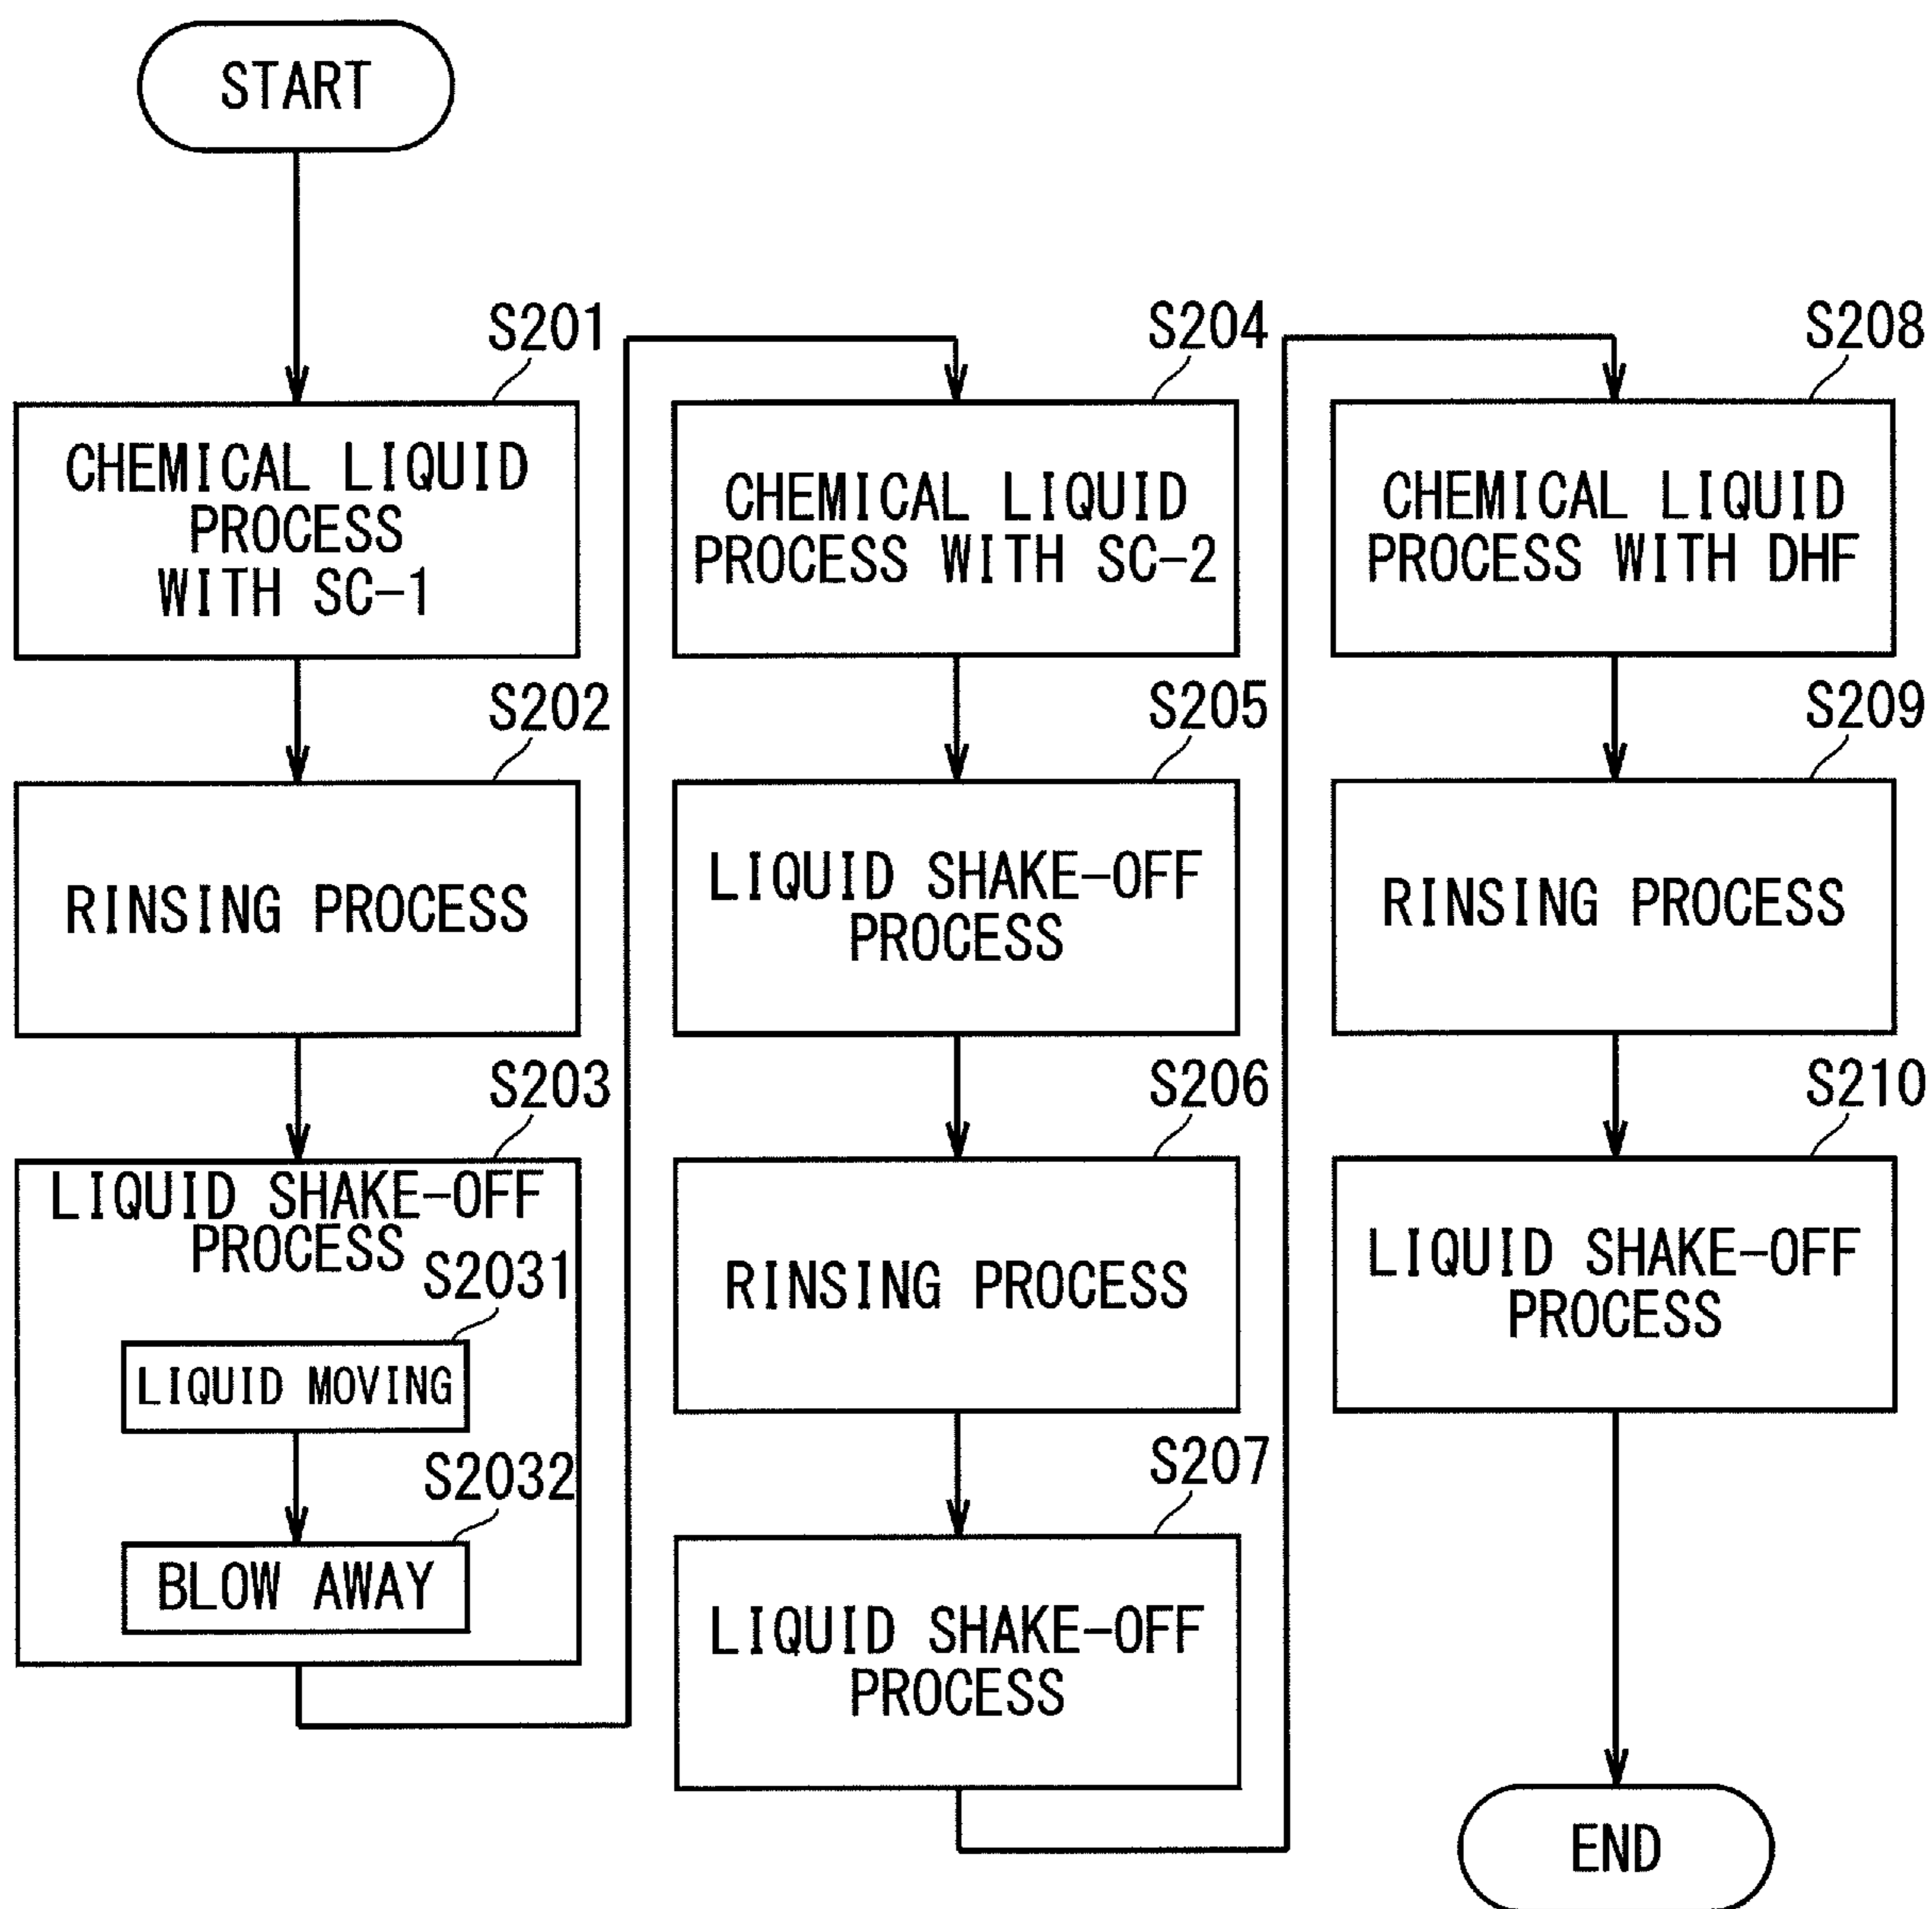 START
S201
CHEMICAL LIQUID
PROCESS
WITH SC-1
S202
RINSING PROCESS
S203
LIQUID SHAKE-OFF
PROCESS
S2031
LIQUID MOVING
S2032
BLOW AWAY
S204
CHEMICAL LIQUID
PROCESS WITH SC-2
S205
LIQUID SHAKE-OFF
PROCESS
S206
RINSING PROCESS
S207
LIQUID SHAKE-OFF
PROCESS
S208
CHEMICAL LIQUID
PROCESS WITH DHF
S209
RINSING PROCESS
S210
LIQUID SHAKE-OFF
PROCESS
END